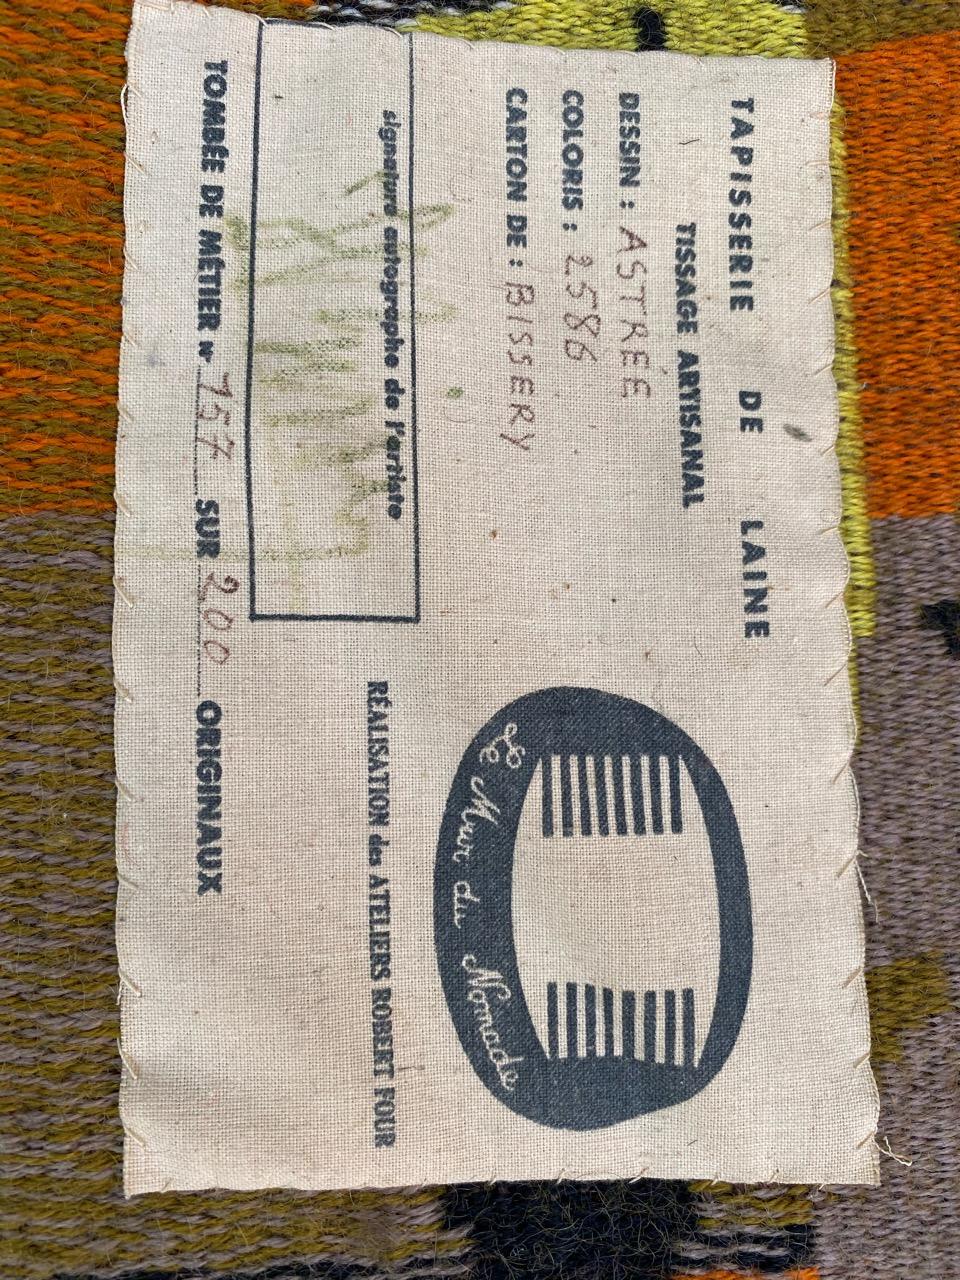 TAPISSERIE DE LAINE
TISSAGE ARTISANAL
DESSIN : ASTRÉE
COLORIS : 2586
CARTON DE : BISSERY
signature autographe de l'artiste
Le Mur du Nomade
RÉALISATION des ATELIERS ROBERT FOUR
TOMBÉE DE MÉTIER N° 157 SUR 200 ORIGINAUX